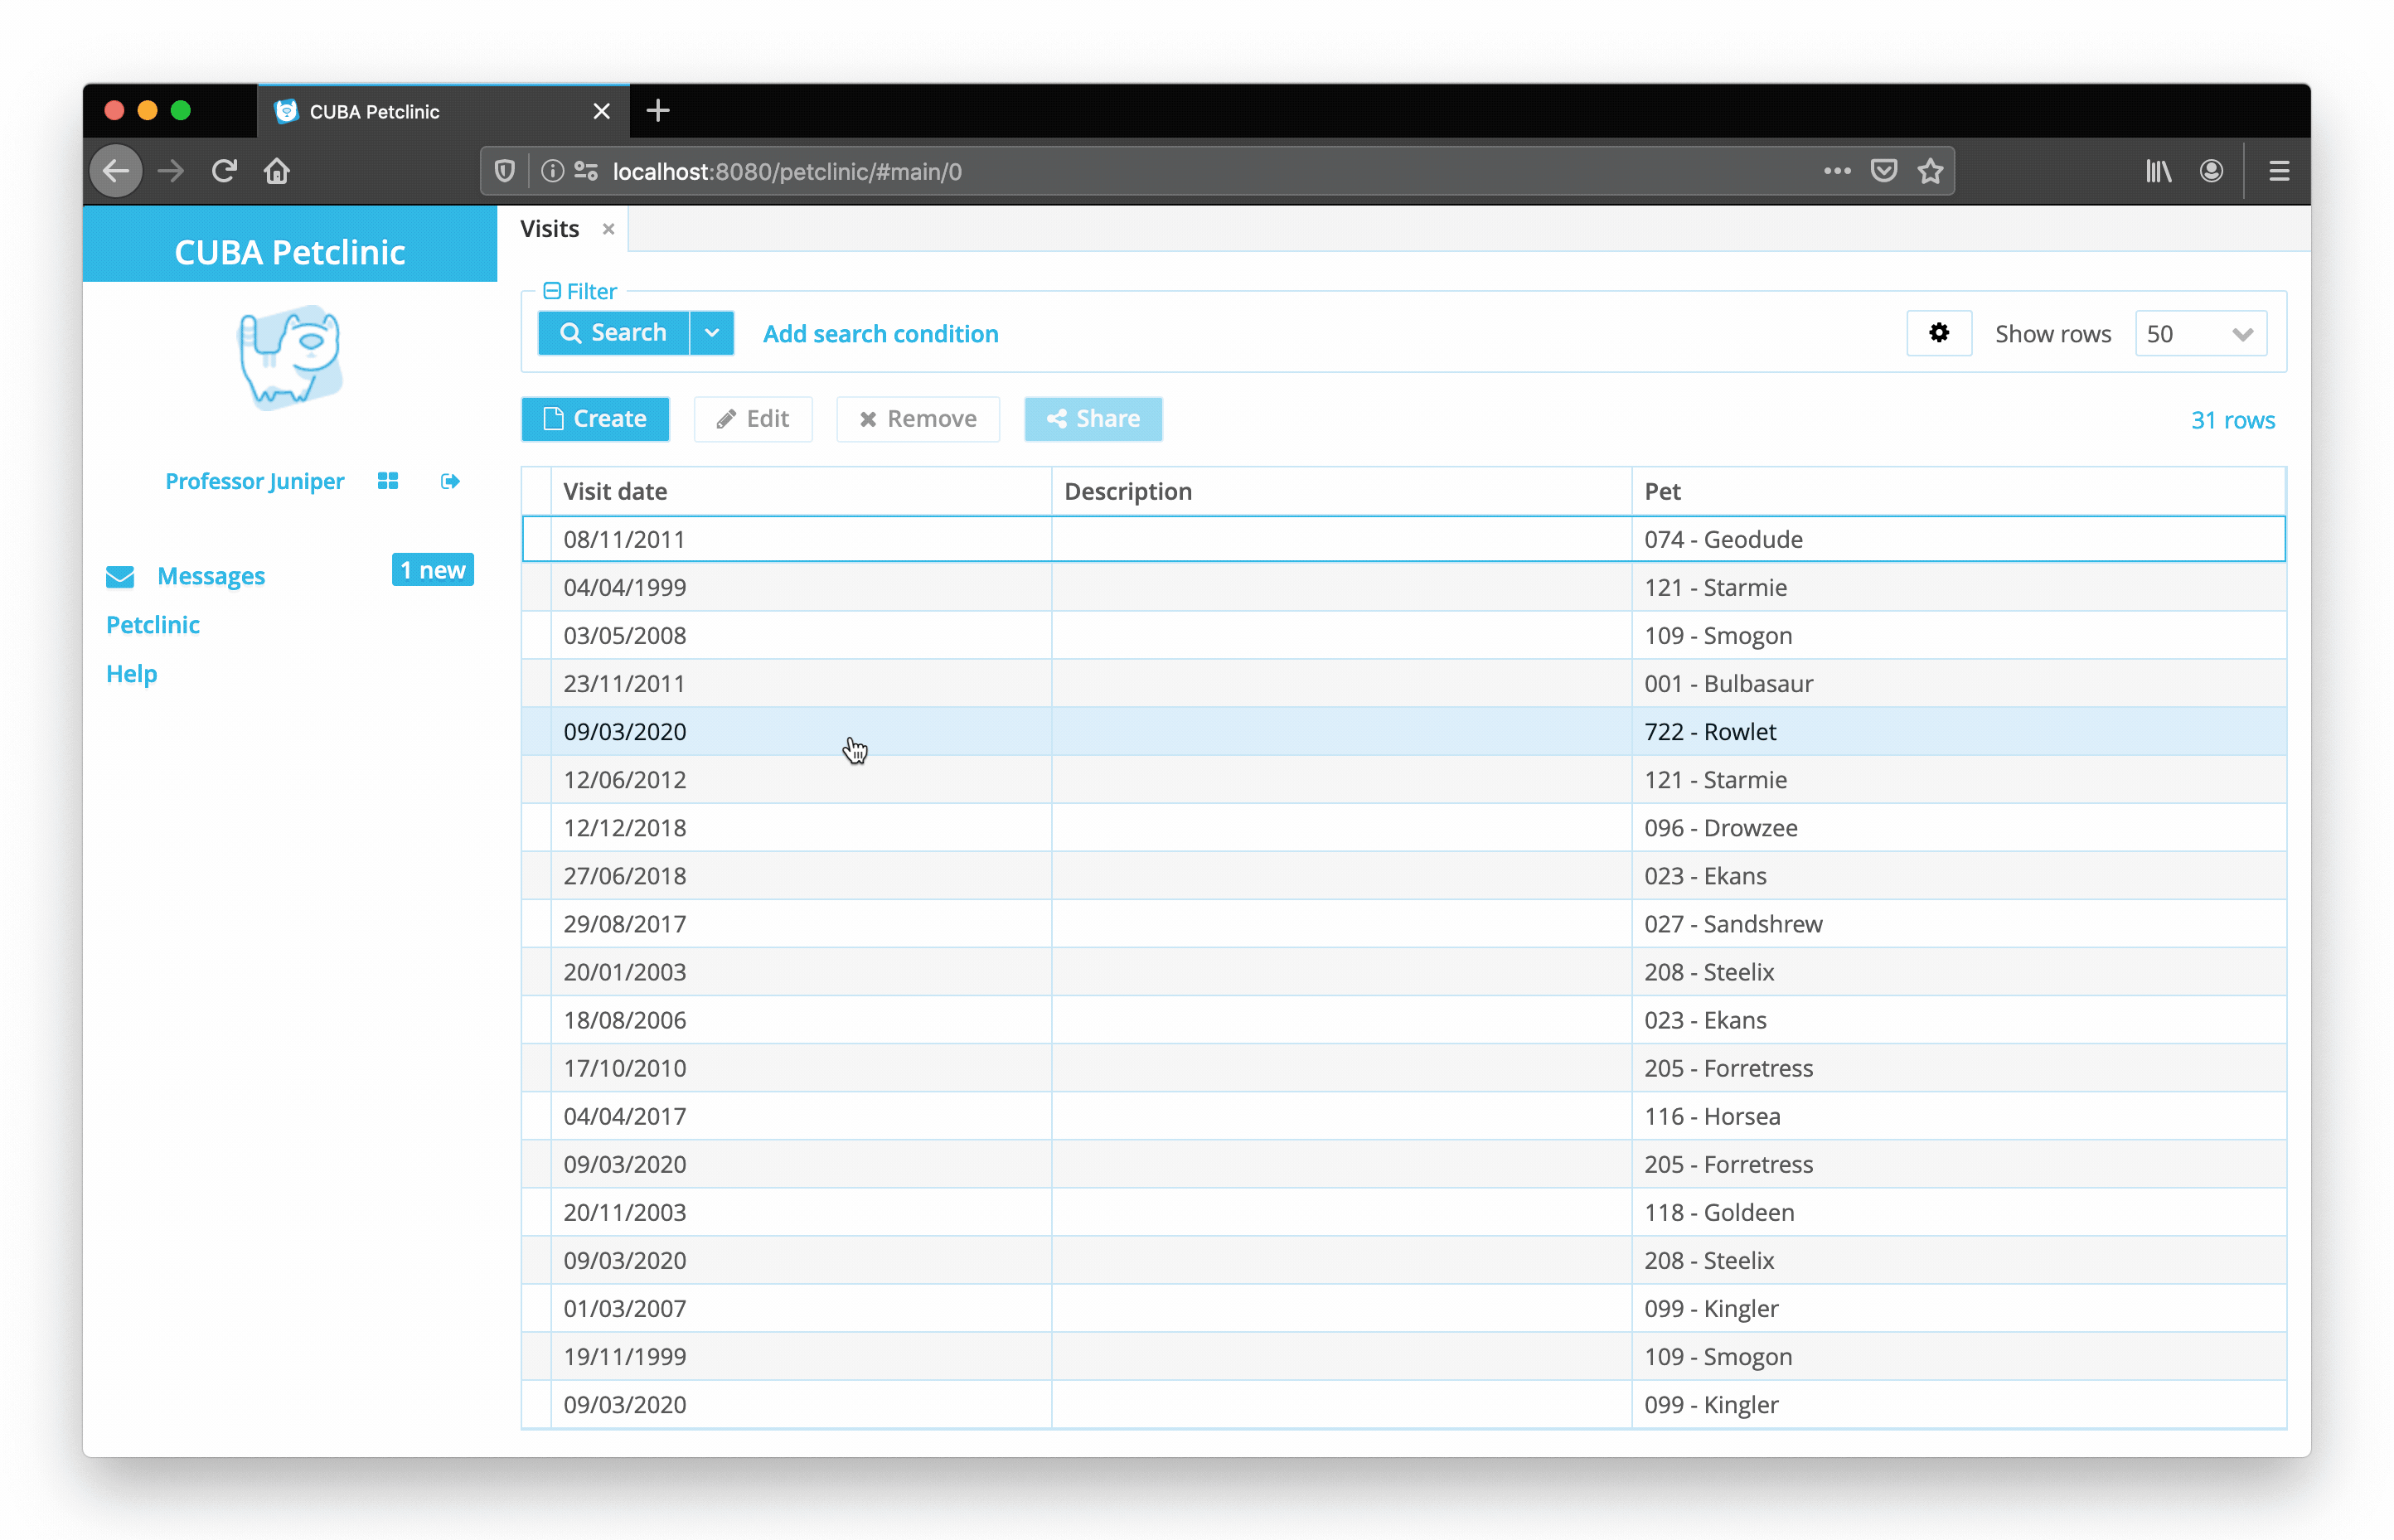 CUBA Petclinic
localhost:8080/petclinic/#main/0
CUBA Petclinic
Professor Juniper
Messages 1 new
Petclinic
Help
Visits
Filter
Search Add search condition Show rows 50
Create Edit Remove Share 31 rows
Visit date Description Pet
08/11/2011 074 - Geodude
04/04/1999 121 - Starmie
03/05/2008 109 - Smogon
23/11/2011 001 - Bulbasaur
09/03/2020 722 - Rowlet
12/06/2012 121 - Starmie
12/12/2018 096 - Drowzee
27/06/2018 023 - Ekans
29/08/2017 027 - Sandshrew
20/01/2003 208 - Steelix
18/08/2006 023 - Ekans
17/10/2010 205 - Forretress
04/04/2017 116 - Horsea
09/03/2020 205 - Forretress
20/11/2003 118 - Goldeen
09/03/2020 208 - Steelix
01/03/2007 099 - Kingler
19/11/1999 109 - Smogon
09/03/2020 099 - Kingler